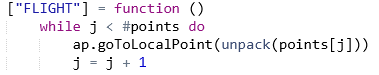 ["FLIGHT"] = function ()
    while j < #points do
        ap.goToLocalPoint(unpack(points[j]))
        j = j + 1